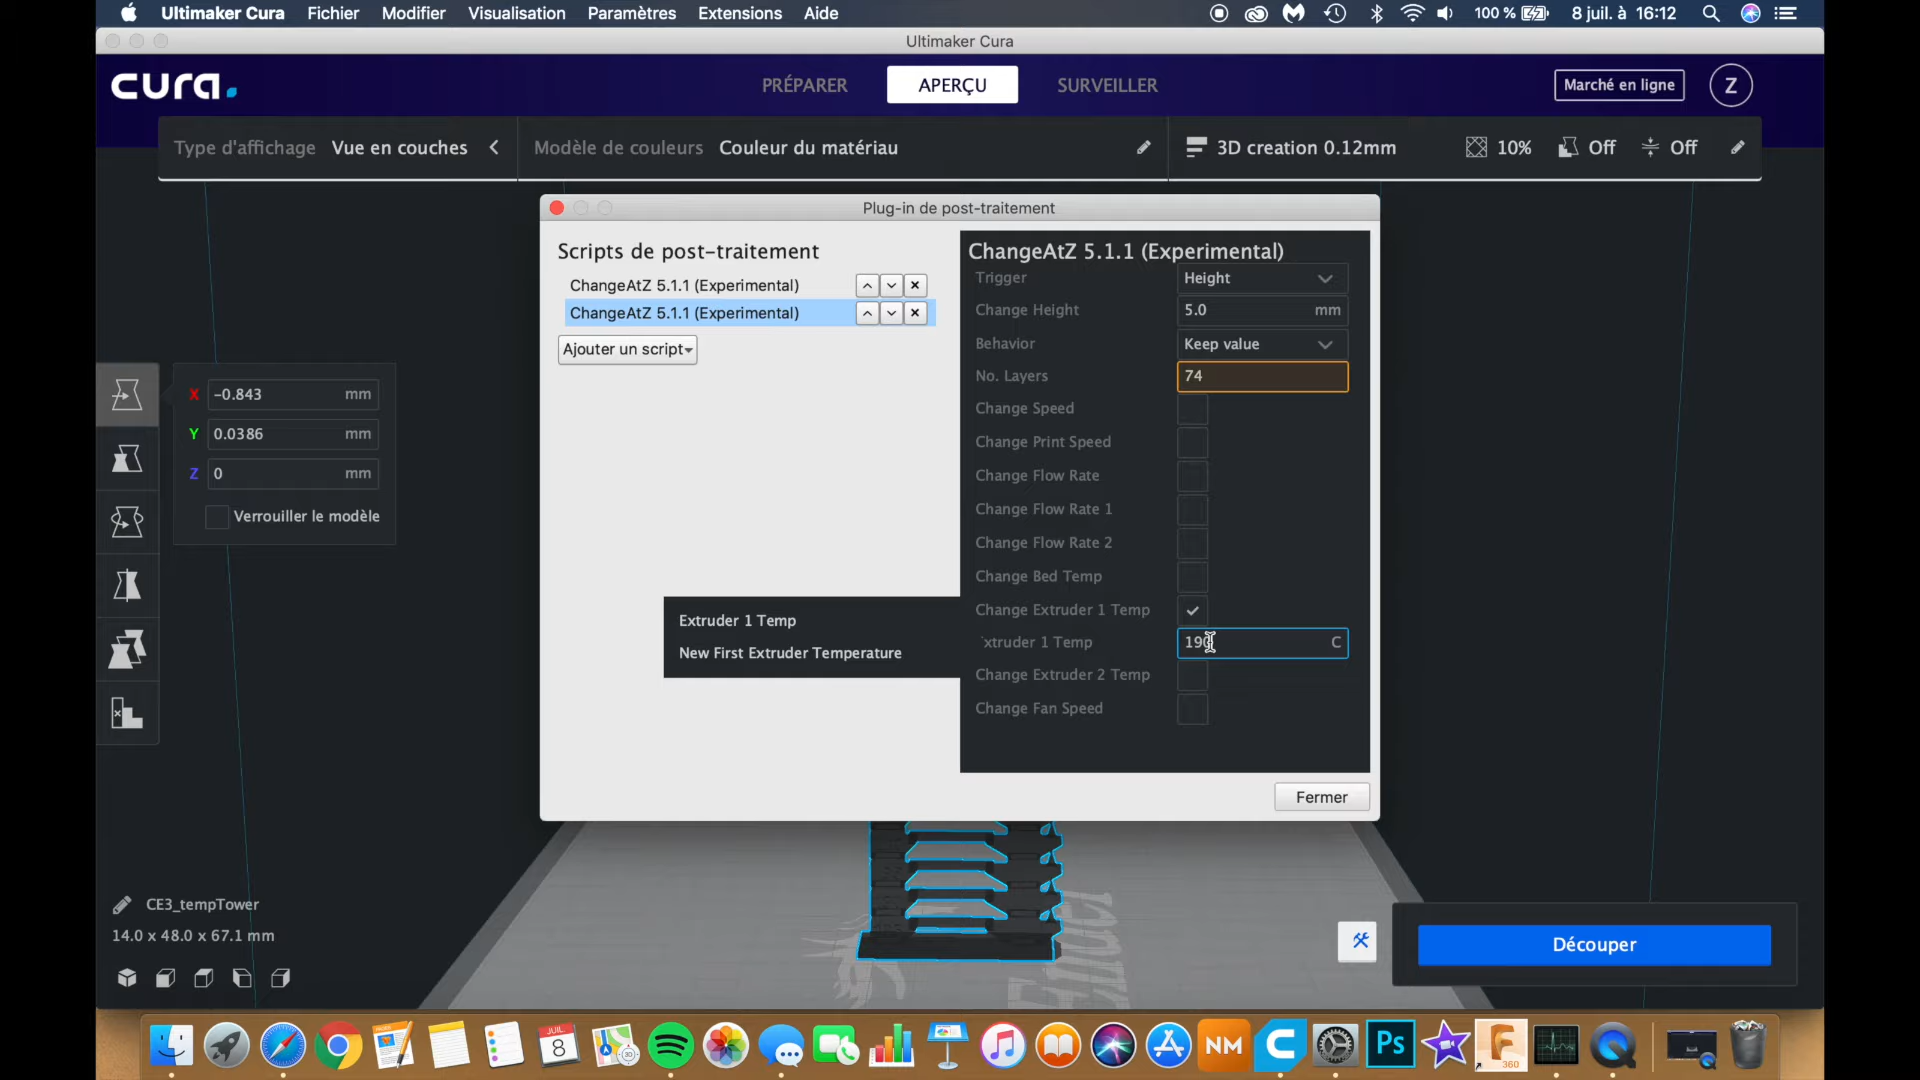 Ultimaker Cura Fichier Modifier Visualisation Paramètres Extensions Aide 100 % 8 juil. à 16:12
Ultimaker Cura
cura.
PRÉPARER APERÇU SURVEILLER Marché en ligne Z
Type d'affichage Vue en couches Modèle de couleurs Couleur du matériau 3D creation 0.12mm 10% Off Off
Plug-in de post-traitement
Scripts de post-traitement
ChangeAtZ 5.1.1 (Experimental)
ChangeAtZ 5.1.1 (Experimental)
Ajouter un script
ChangeAtZ 5.1.1 (Experimental)
Trigger Height
Change Height 5.0 mm
Behavior Keep value
No. Layers 74
Change Speed
Change Print Speed
Change Flow Rate
Change Flow Rate 1
Change Flow Rate 2
Change Bed Temp
Change Extruder 1 Temp
xtruder 1 Temp 190 C
Change Extruder 2 Temp
Change Fan Speed
Extruder 1 Temp
New First Extruder Temperature
Fermer
X -0.843 mm
Y 0.0386 mm
Z 0 mm
Verrouiller le modèle
CE3_tempTower
14.0 x 48.0 x 67.1 mm
Découper
JUIL.
8
NM
Ps
360